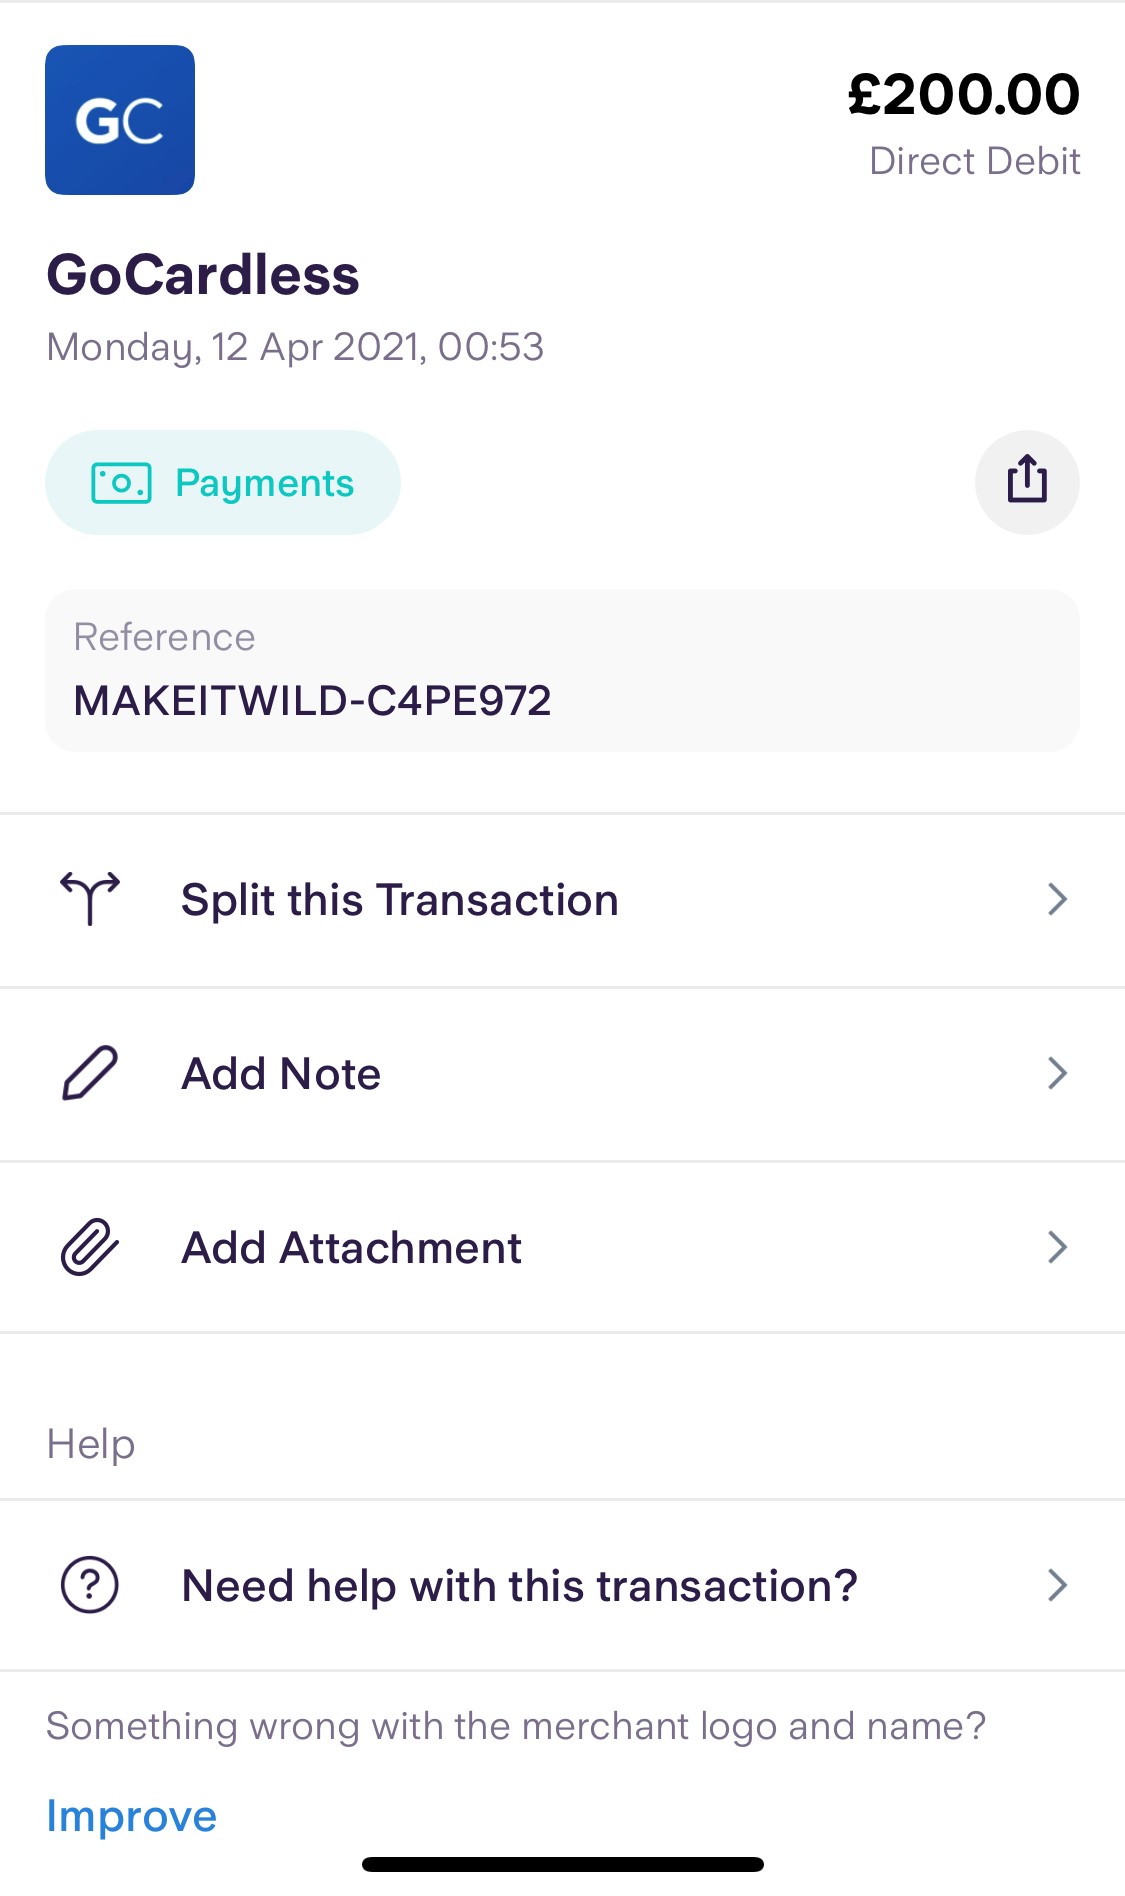 GC
£200.00
Direct Debit
GoCardless
Monday, 12 Apr 2021, 00:53
Payments
Reference
MAKEITWILD-C4PE972
Split this Transaction
Add Note
Add Attachment
Help
Need help with this transaction?
Something wrong with the merchant logo and name?
Improve